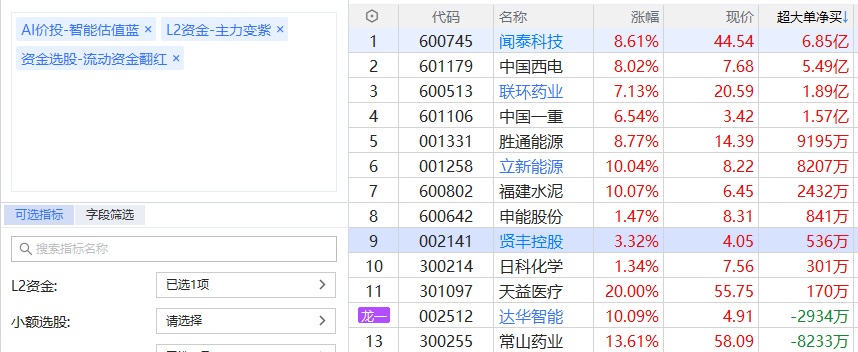 AI价投-智能估值蓝 × L2资金-主力变紫 ×
资金选股-流动资金翻红 ×
可选指标 字段筛选
搜索指标名称
L2资金: 已选1项
小额选股: 请选择
代码 名称 涨幅 现价 超大单净买↓
1 600745 闻泰科技 8.61% 44.54 6.85亿
2 601179 中国西电 8.02% 7.68 5.49亿
3 600513 联环药业 7.13% 20.59 1.89亿
4 601106 中国一重 6.54% 3.42 1.57亿
5 001331 胜通能源 8.77% 14.39 9195万
6 001258 立新能源 10.04% 8.22 8207万
7 600802 福建水泥 10.07% 6.45 2432万
8 600642 申能股份 1.47% 8.31 841万
9 002141 贤丰控股 3.32% 4.05 536万
10 300214 日科化学 1.34% 7.56 301万
11 301097 天益医疗 20.00% 55.75 170万
龙一 002512 达华智能 10.09% 4.91 -2934万
13 300255 常山药业 13.61% 58.09 -8233万